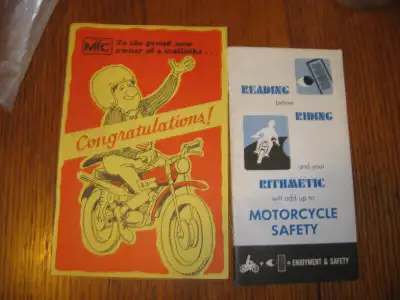 MIC
To the proud new
owner of a trailbike...
Congratulations!
READING
before
RIDING
and your
RITHMETIC
will add up to
MOTORCYCLE
SAFETY
+
= ENJOYMENT & SAFETY